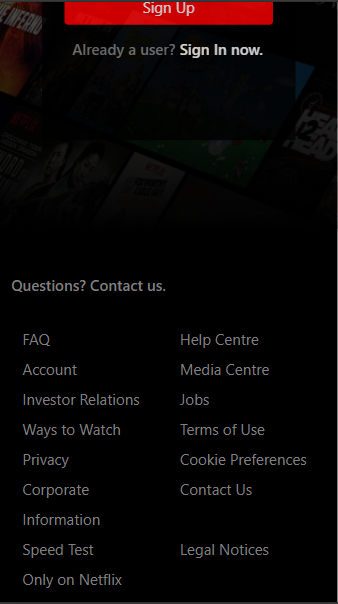 Sign Up
Already a user? Sign In now.
Questions? Contact us.
FAQ
Help Centre
Account
Media Centre
Investor Relations
Jobs
Ways to Watch
Terms of Use
Privacy
Cookie Preferences
Corporate
Information
Contact Us
Speed Test
Legal Notices
Only on Netflix